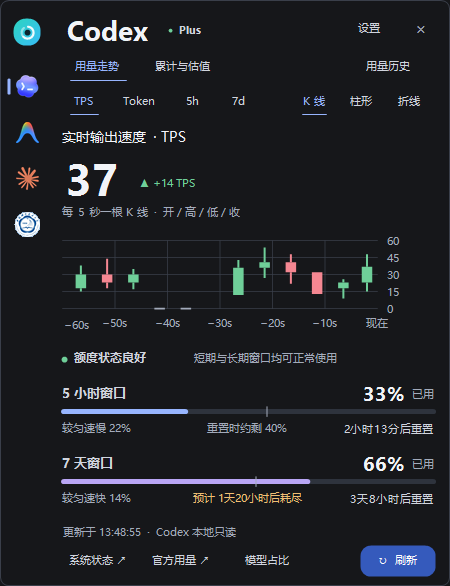 Codex • Plus 设置 ×
用量走势 累计与估值 用量历史
TPS Token 5h 7d K 线 柱形 折线
实时输出速度 · TPS
37 ▲ +14 TPS
每 5 秒一根 K 线 · 开 / 高 / 低 / 收
60
45
30
15
0
−60s −50s −40s −30s −20s −10s 现在
额度状态良好 短期与长期窗口均可正常使用
5 小时窗口 33% 已用
较匀速慢 22% 重置时约剩 40% 2小时13分后重置
7 天窗口 66% 已用
较匀速快 14% 预计 1天20小时后耗尽 3天8小时后重置
更新于 13:48:55 · Codex 本地只读
系统状态 ↗ 官方用量 ↗ 模型占比 ↻ 刷新